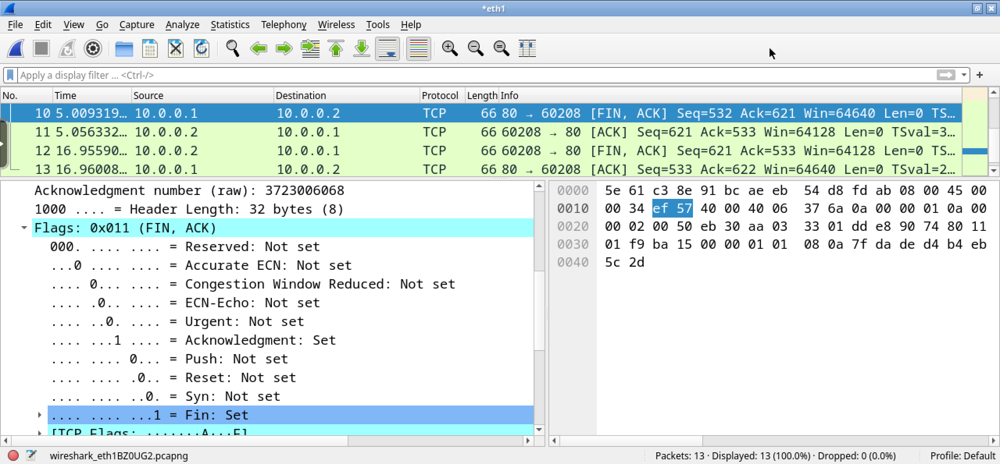 *eth1
File Edit View Go Capture Analyze Statistics Telephony Wireless Tools Help
Apply a display filter ... <Ctrl-/>
No. Time Source Destination Protocol Length Info
10 5.009319... 10.0.0.1 10.0.0.2 TCP 66 80 → 60208 [FIN, ACK] Seq=532 Ack=621 Win=64640 Len=0 TS...
11 5.056332... 10.0.0.2 10.0.0.1 TCP 66 60208 → 80 [ACK] Seq=621 Ack=533 Win=64128 Len=0 TSval=3...
12 16.95590... 10.0.0.2 10.0.0.1 TCP 66 60208 → 80 [FIN, ACK] Seq=621 Ack=533 Win=64128 Len=0 TS...
13 16.96008... 10.0.0.1 10.0.0.2 TCP 66 80 → 60208 [ACK] Seq=533 Ack=622 Win=64640 Len=0 TSval=2...
Acknowledgment number (raw): 3723006068
1000 .... = Header Length: 32 bytes (8)
Flags: 0x011 (FIN, ACK)
000. .... .... = Reserved: Not set
...0 .... .... = Accurate ECN: Not set
.... 0... .... = Congestion Window Reduced: Not set
.... .0.. .... = ECN-Echo: Not set
.... ..0. .... = Urgent: Not set
.... ...1 .... = Acknowledgment: Set
.... .... 0... = Push: Not set
.... .... .0.. = Reset: Not set
.... .... ..0. = Syn: Not set
.... .... ...1 = Fin: Set
[TCP Flags: ·······A···F]
0000 5e 61 c3 8e 91 bc ae eb 54 d8 fd ab 08 00 45 00
0010 00 34 ef 57 40 00 40 06 37 6a 0a 00 00 01 0a 00
0020 00 02 00 50 eb 30 aa 03 33 01 dd e8 90 74 80 11
0030 01 f9 ba 15 00 00 01 01 08 0a 7f da de d4 b4 eb
0040 5c 2d
wireshark_eth1BZ0UG2.pcapng
Packets: 13 · Displayed: 13 (100.0%) · Dropped: 0 (0.0%)
Profile: Default